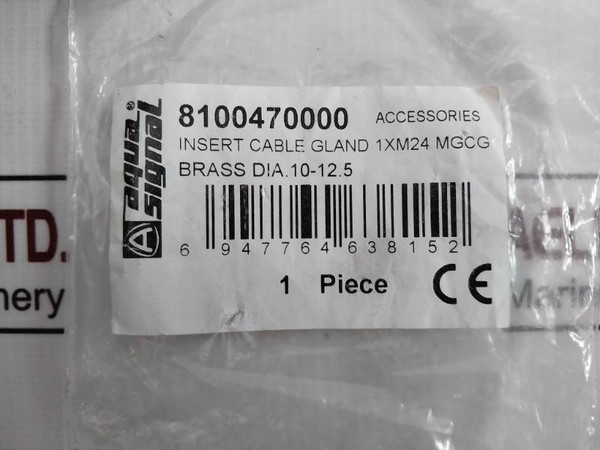 aqua signal ®
8100470000 ACCESSORIES
INSERT CABLE GLAND 1XM24 MGCG
BRASS DIA.10-12.5
6 947764 638152
1 Piece CE
TD.
nery
AGL
Marin